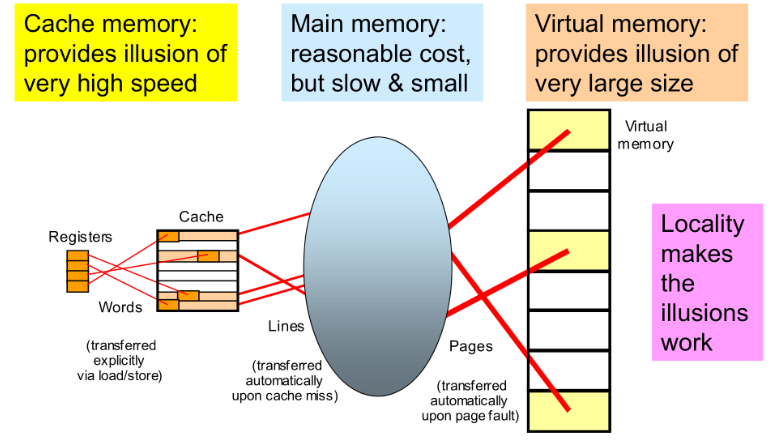 Cache memory:
provides illusion of
very high speed
Main memory:
reasonable cost,
but slow & small
Virtual memory:
provides illusion of
very large size
Virtual
memory
Cache
Registers
Words
(transferred
explicitly
via load/store)
Lines
(transferred
automatically
upon cache miss)
Pages
(transferred
automatically
upon page fault)
Locality
makes
the
illusions
work